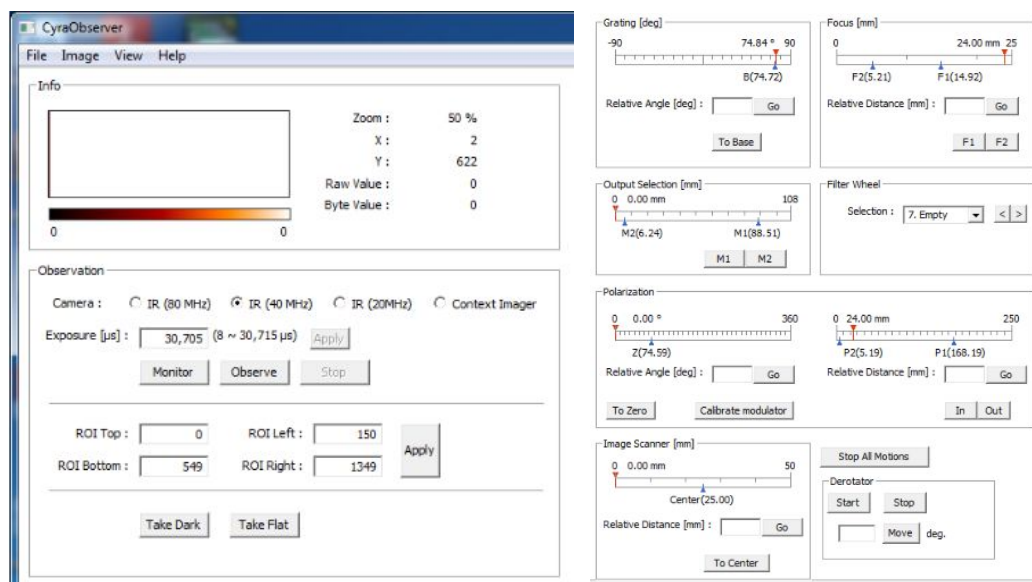 CyraObserver
File Image View Help
Info
Zoom : 50 %
X : 2
Y : 622
Raw Value : 0
Byte Value : 0
0 0
Observation
Camera : IR (80 MHz) IR (40 MHz) IR (20MHz) Context Imager
Exposure [µs] : 30,705 (8 ~ 30,715 µs) Apply
Monitor Observe Stop
ROI Top : 0 ROI Left : 150
Apply
ROI Bottom : 549 ROI Right : 1349
Take Dark Take Flat
Grating [deg]
-90 74.84 ° 90
B(74.72)
Relative Angle [deg] : Go
To Base
Focus [mm]
0 24.00 mm 25
F2(5.21) F1(14.92)
Relative Distance [mm] : Go
F1 F2
Output Selection [mm]
0 0.00 mm 108
M2(6.24) M1(88.51)
M1 M2
Filter Wheel
Selection : 7. Empty < >
Polarization
0 0.00 ° 360
Z(74.59)
Relative Angle [deg] : Go
To Zero Calibrate modulator
0 24.00 mm 250
P2(5.19) P1(168.19)
Relative Distance [mm] : Go
In Out
Image Scanner [mm]
0 0.00 mm 50
Center(25.00)
Relative Distance [mm] : Go
To Center
Stop All Motions
Derotator
Start Stop
Move deg.